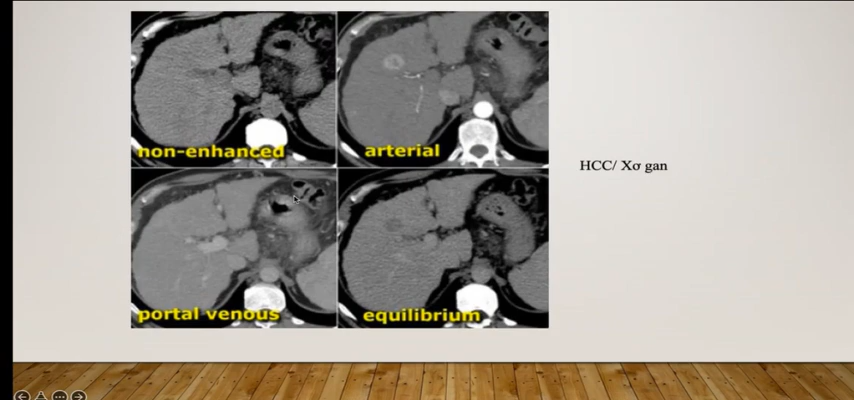 non-enhanced
arterial
HCC/ Xơ gan
portal venous
equilibrium